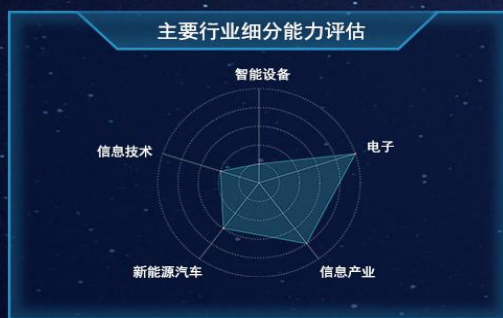 主要行业细分能力评估
智能设备
电子
信息技术
新能源汽车
信息产业